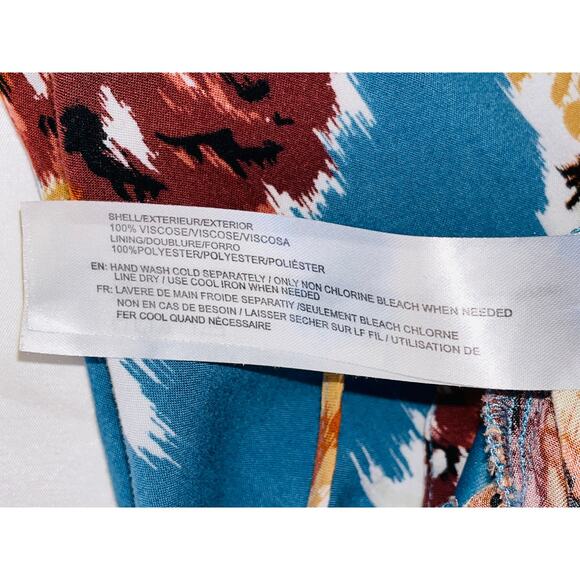 SHELL/EXTERIEUR/EXTERIOR
100% VISCOSE/VISCOSE/VISCOSA
LINING/DOUBLURE/FORRO
100%POLYESTER/POLYESTER/POLIÉSTER
EN: HAND WASH COLD SEPARATELY / ONLY NON CHLORINE BLEACH WHEN NEEDED
LINE DRY / USE COOL IRON WHEN NEEDED
FR: LAVERE DE MAIN FROIDE SEPARATIY /SEULEMENT BLEACH CHLORNE
NON EN CAS DE BESOIN / LAISSER SECHER SUR LF FIL / UTILISATION DE
FER COOL QUAND NÉCESSAIRE